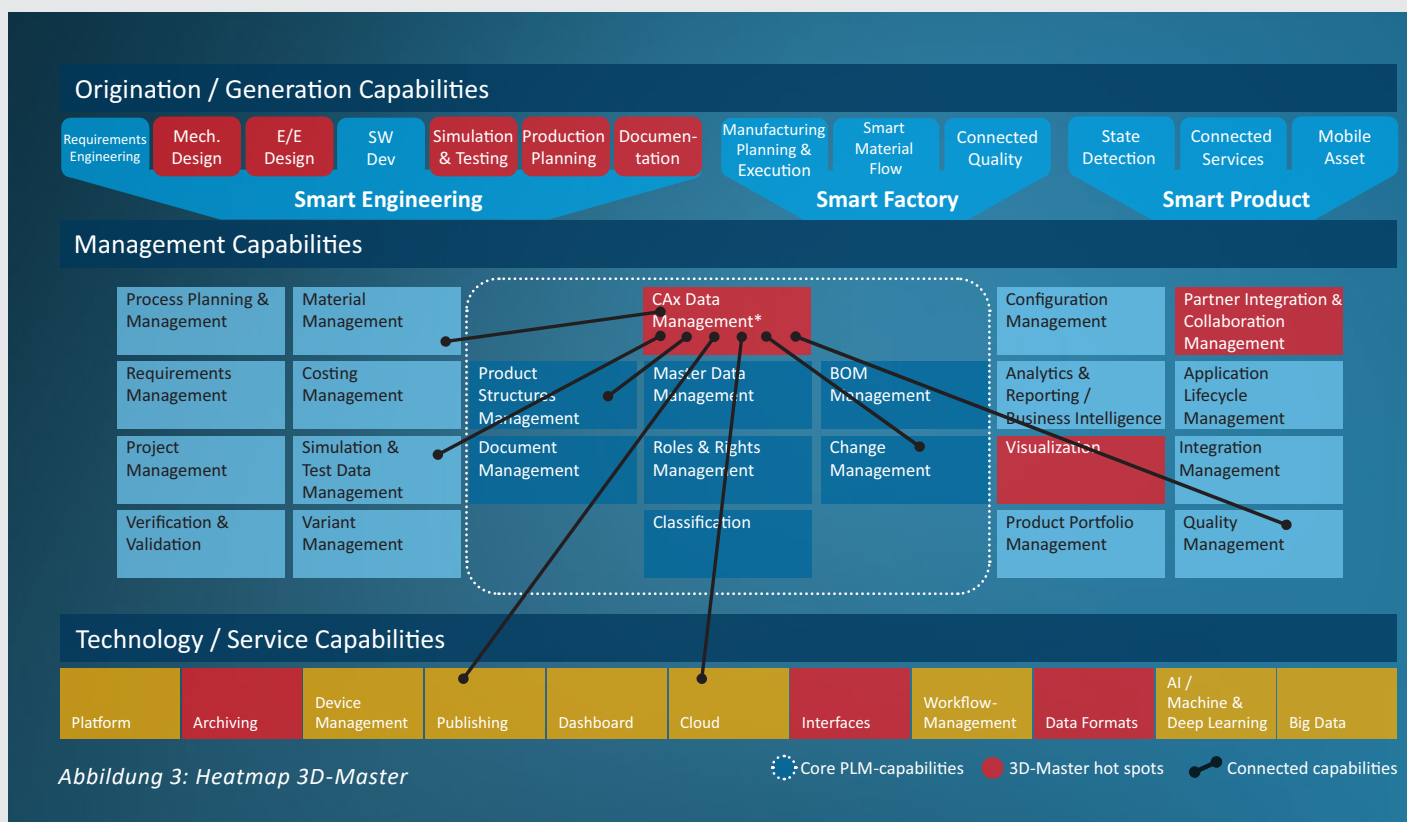 Origination / Generation Capabilities
Requirements
Engineering
Mech.
Design
E/E
Design
SW
Dev
Simulation
& Testing
Production
Planning
Documen-
tation
Manufacturing
Planning &
Execution
Smart
Material
Flow
Connected
Quality
State
Detection
Connected
Services
Mobile
Asset
Smart Engineering
Smart Factory
Smart Product
Management Capabilities
Process Planning &
Management
Material
Management
CAx Data
Management*
Configuration
Management
Partner Integration &
Collaboration
Management
Requirements
Management
Costing
Management
Product
Structures
Management
Master Data
Management
BOM
Management
Analytics &
Reporting /
Business Intelligence
Application
Lifecycle
Management
Project
Management
Simulation &
Test Data
Management
Document
Management
Roles & Rights
Management
Change
Management
Visualization
Integration
Management
Verification &
Validation
Variant
Management
Classification
Product Portfolio
Management
Quality
Management
Technology / Service Capabilities
Platform
Archiving
Device
Management
Publishing
Dashboard
Cloud
Interfaces
Workflow-
Management
Data Formats
AI /
Machine &
Deep Learning
Big Data
Abbildung 3: Heatmap 3D-Master
Core PLM-capabilities
3D-Master hot spots
Connected capabilities